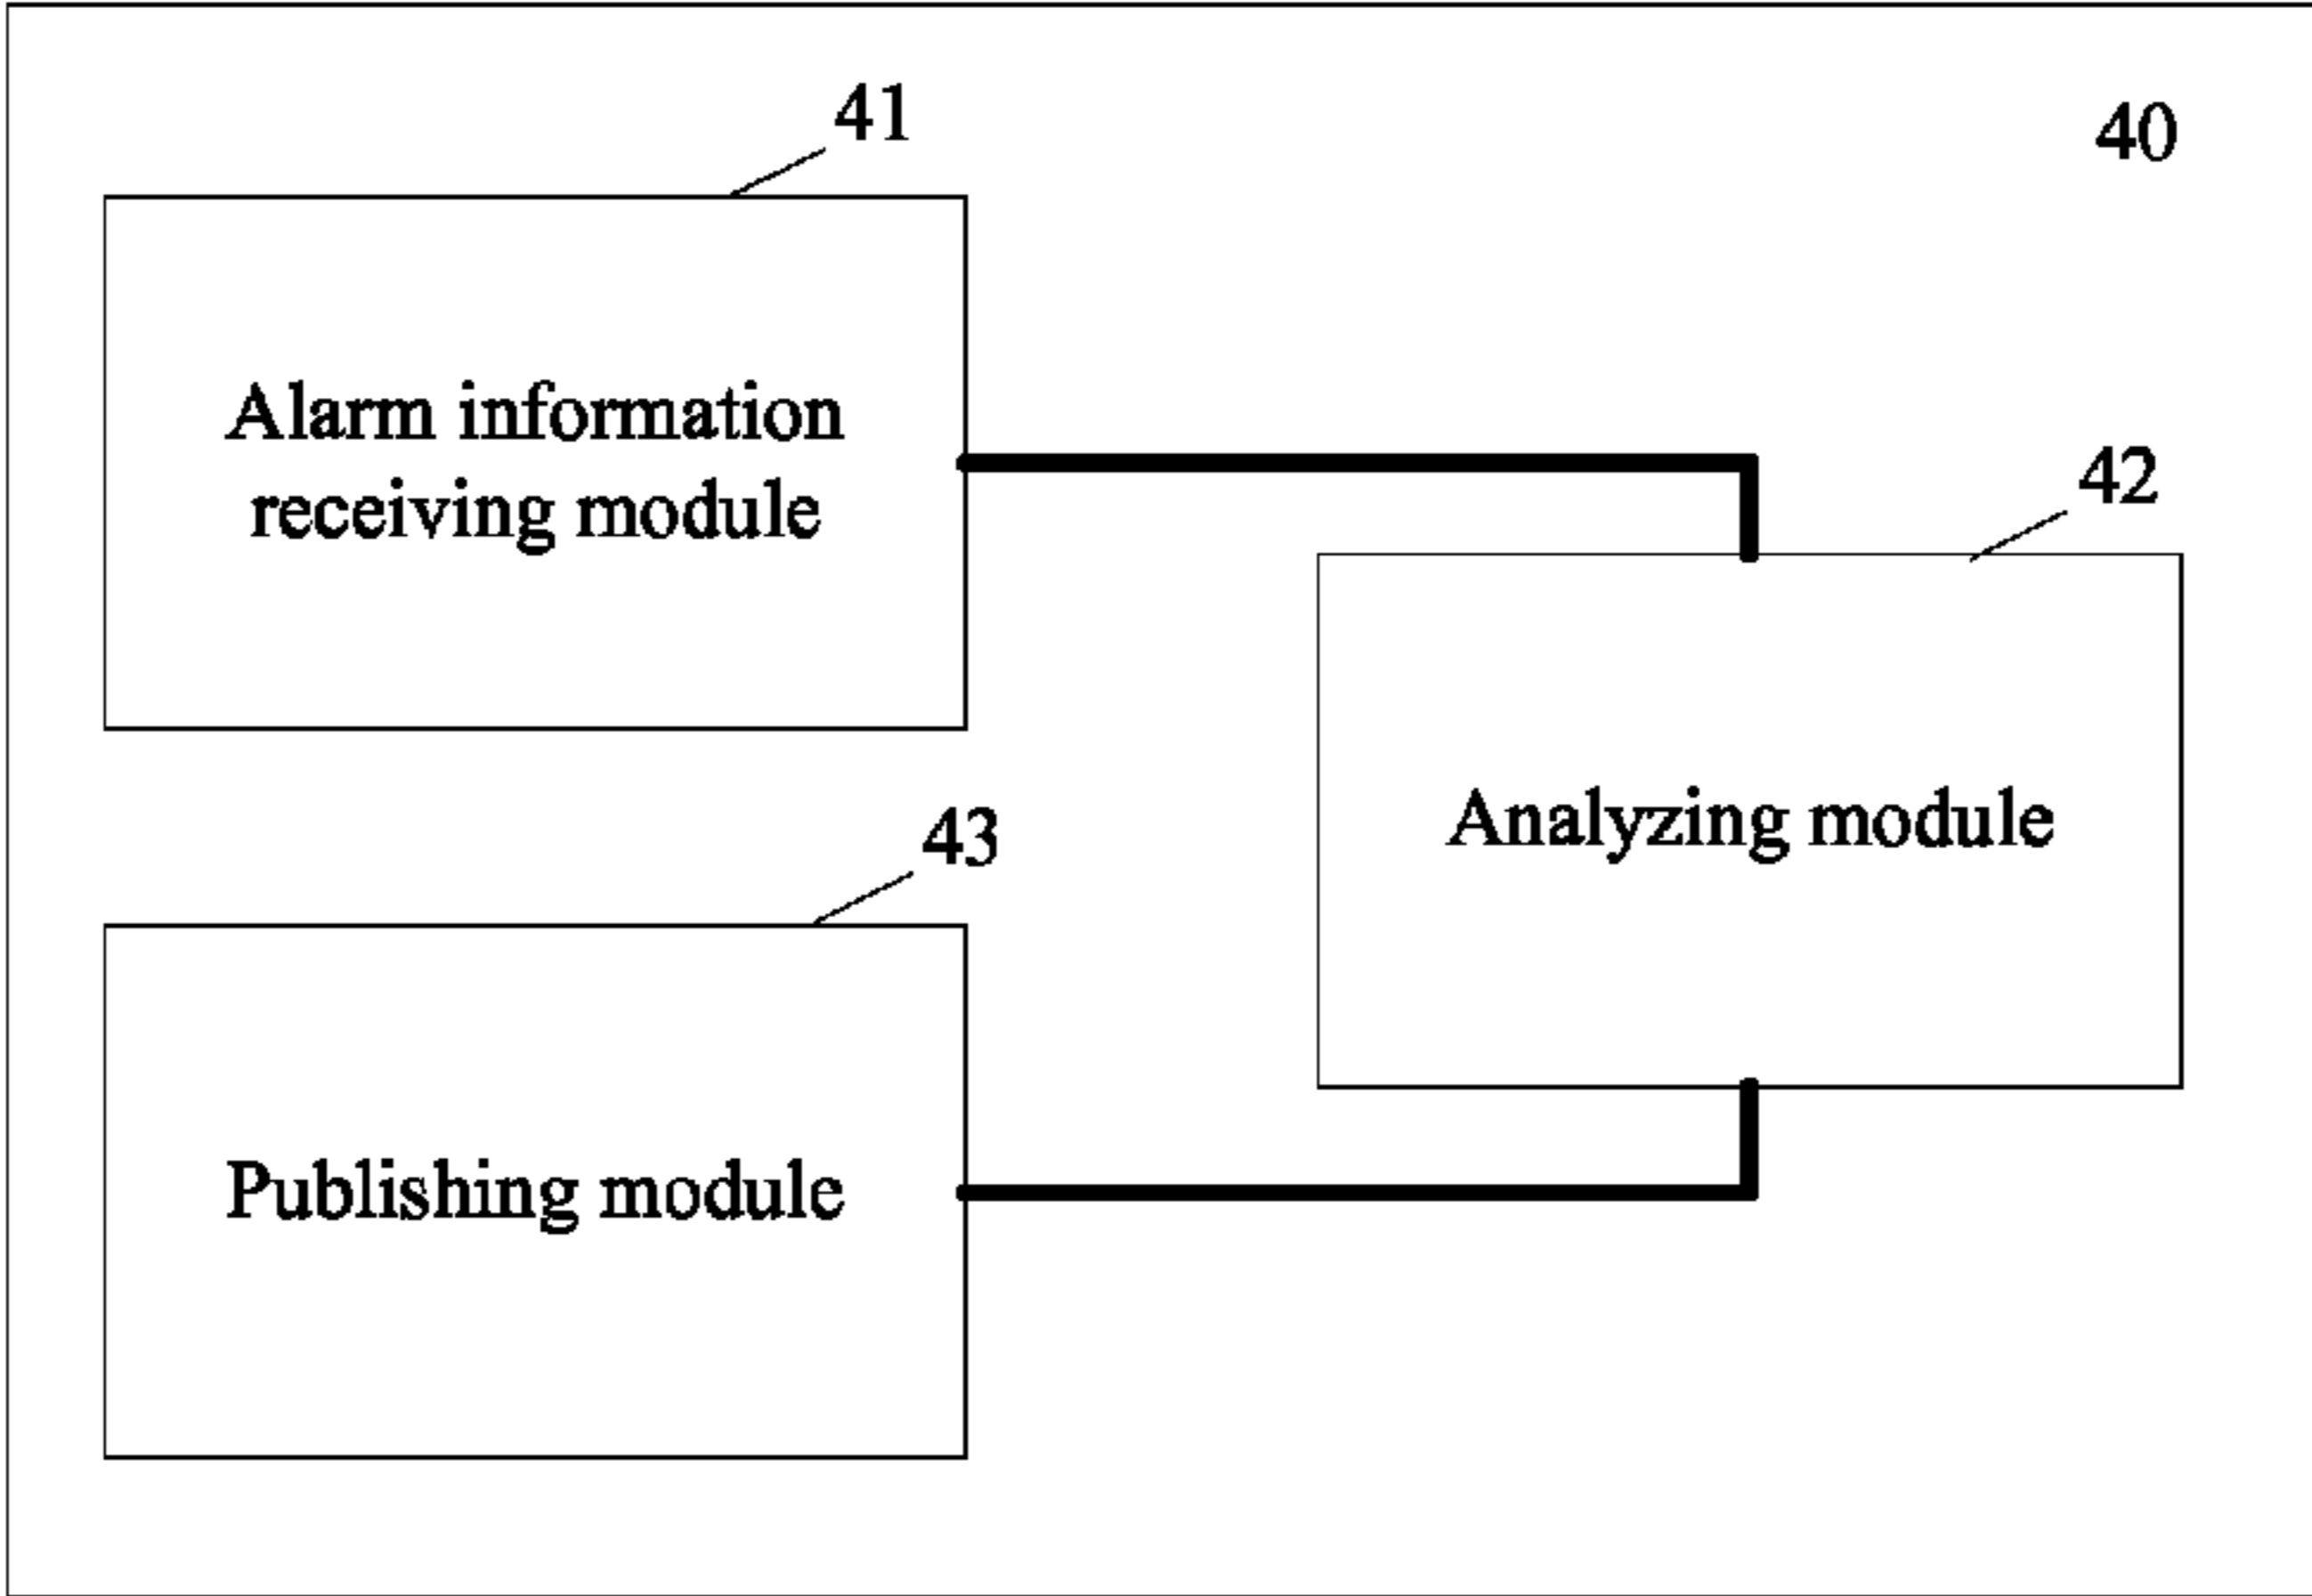 41
40
Alarm information
receiving module
42
Analyzing module
43
Publishing module